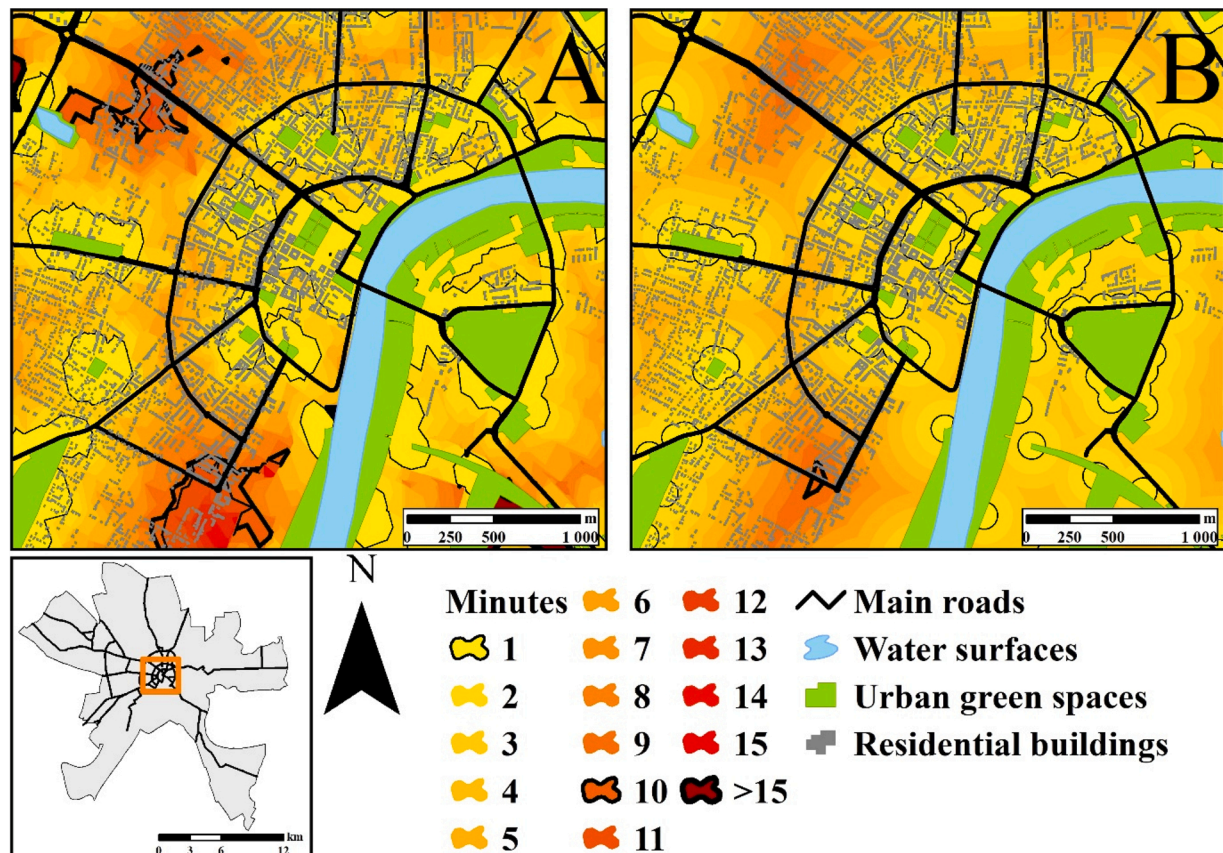 A
B
m
0 250 500 1 000
m
0 250 500 1 000
N
km
0 3 6 12
Minutes
1
2
3
4
5
6
7
8
9
10
11
12
13
14
15
>15
Main roads
Water surfaces
Urban green spaces
Residential buildings